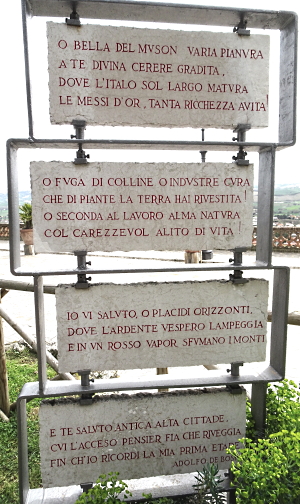 O BELLA DEL MVSON VARIA PIANVRA
A TE DIVINA CERERE GRADITA,
DOVE L'ITALO SOL LARGO MATVRA
LE MESSI D'OR, TANTA RICCHEZZA AVITA!
O FVGA DI COLLINE O INDVSTRE CVRA
CHE DI PIANTE LA TERRA HAI RIVESTITA!
O SECONDA AL LAVORO ALMA NATVRA
COL CAREZZEVOL ALITO DI VITA!
IO VI SALVTO, O PLACIDI ORIZZONTI,
DOVE L'ARDENTE VESPERO LAMPEGGIA
E IN VN ROSSO VAPOR SFVMANO I MONTI
E TE SALVTO ANTICA ALTA CITTADE,
CVI L'ACCESO PENSIER FIA CHE RIVEGGIA
FIN CH'IO RICORDI LA MIA PRIMA
ADOLFO DE